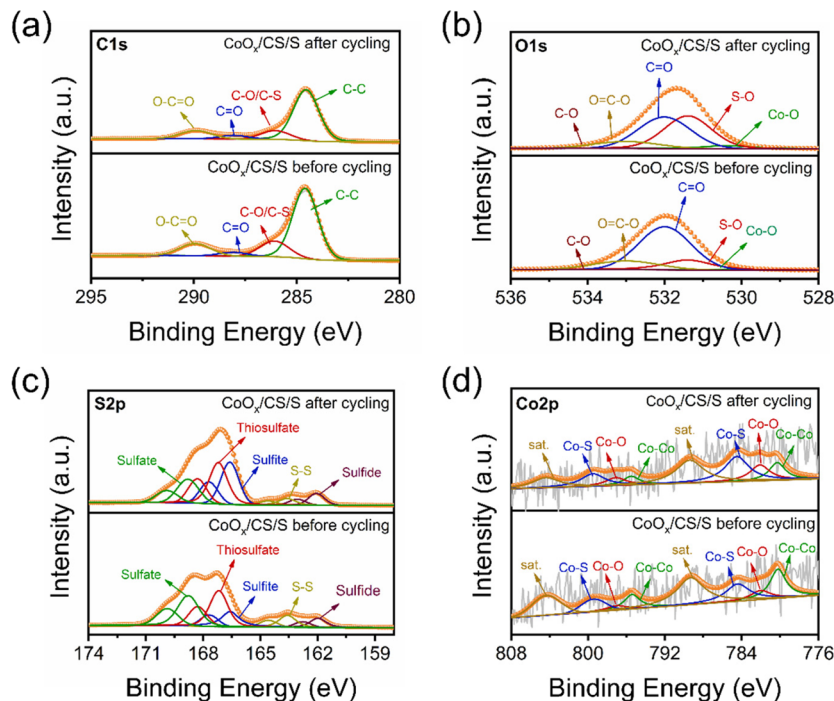 (a)
C1s
CoOx/CS/S after cycling
O-C=O
C=O
C-O/C-S
C-C
CoOx/CS/S before cycling
O-C=O
C=O
C-O/C-S
C-C
Intensity (a.u.)
295 290 285 280
Binding Energy (eV)
(b)
O1s
CoOx/CS/S after cycling
C-O
O=C-O
C=O
S-O
Co-O
CoOx/CS/S before cycling
C-O
O=C-O
C=O
S-O
Co-O
Intensity (a.u.)
536 534 532 530 528
Binding Energy (eV)
(c)
S2p
CoOx/CS/S after cycling
Sulfate
Thiosulfate
Sulfite
S-S
Sulfide
CoOx/CS/S before cycling
Sulfate
Thiosulfate
Sulfite
S-S
Sulfide
Intensity (a.u.)
174 171 168 165 162 159
Binding Energy (eV)
(d)
Co2p
CoOx/CS/S after cycling
sat.
Co-S
Co-O
Co-Co
sat.
Co-S
Co-O
Co-Co
CoOx/CS/S before cycling
sat.
Co-S
Co-O
Co-Co
sat.
Co-S
Co-O
Co-Co
Intensity (a.u.)
808 800 792 784 776
Binding Energy (eV)